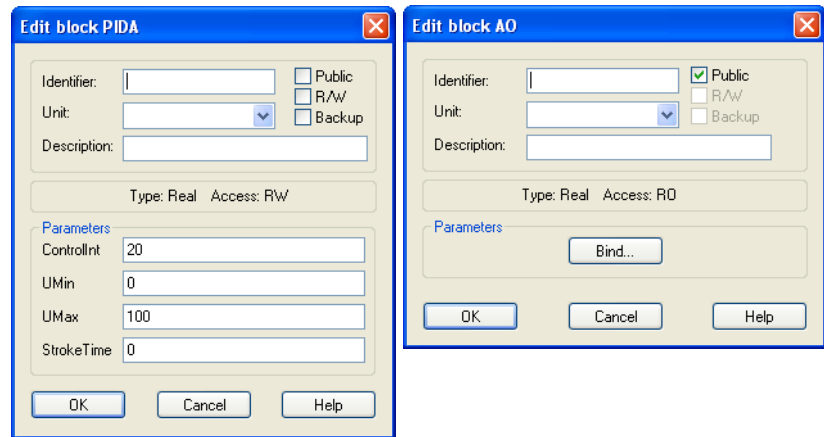 Edit block PIDA
Identifier:
Public
R/W
Unit:
Backup
Description:
Type: Real Access: RW
Parameters
ControlInt 20
UMin 0
UMax 100
StrokeTime 0
OK Cancel Help
Edit block AO
Identifier:
Public
R/W
Unit:
Backup
Description:
Type: Real Access: RO
Parameters
Bind...
OK Cancel Help